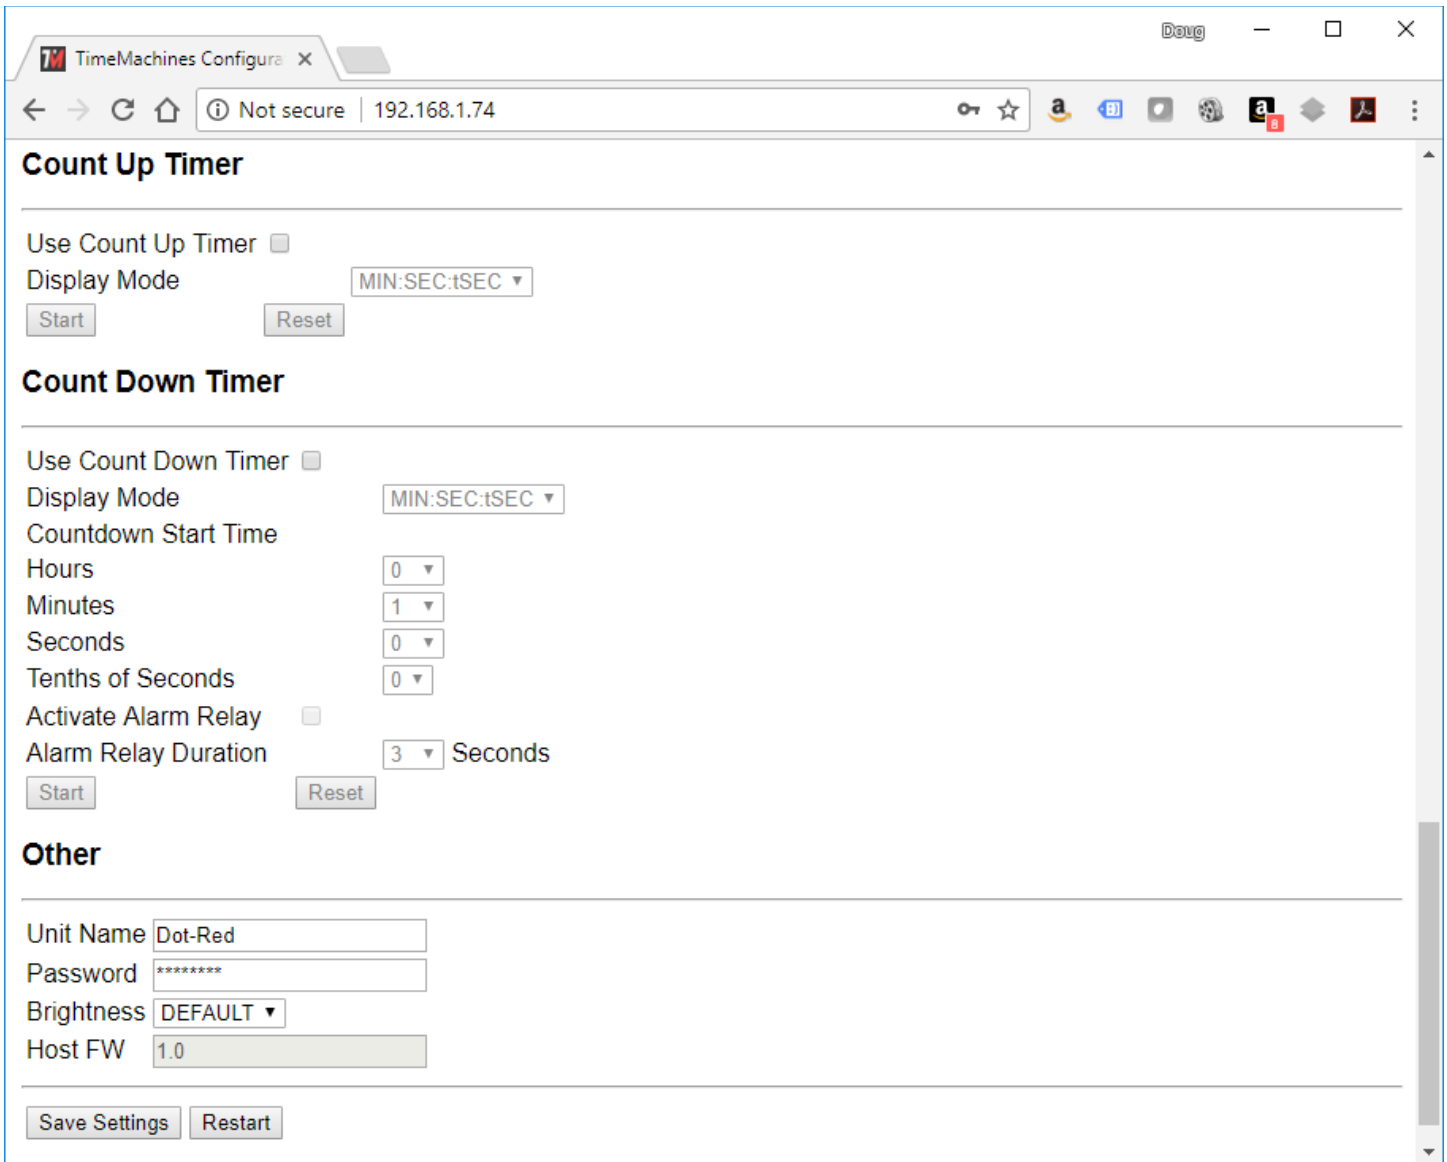 Doug
TimeMachines Configura
Not secure | 192.168.1.74
8
Count Up Timer
Use Count Up Timer
Display Mode MIN:SEC:tSEC
Start Reset
Count Down Timer
Use Count Down Timer
Display Mode MIN:SEC:tSEC
Countdown Start Time
Hours 0
Minutes 1
Seconds 0
Tenths of Seconds 0
Activate Alarm Relay
Alarm Relay Duration 3 Seconds
Start Reset
Other
Unit Name Dot-Red
Password ********
Brightness DEFAULT
Host FW 1.0
Save Settings Restart